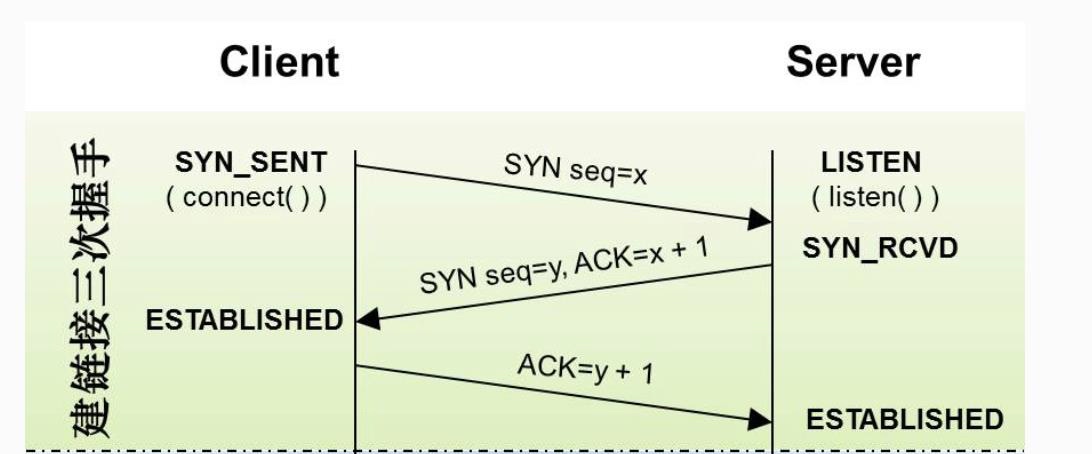 Client
Server
建链接三次握手
SYN_SENT
( connect( ) )
SYN seq=x
LISTEN
( listen( ) )
SYN_RCVD
SYN seq=y, ACK=x + 1
ESTABLISHED
ACK=y + 1
ESTABLISHED